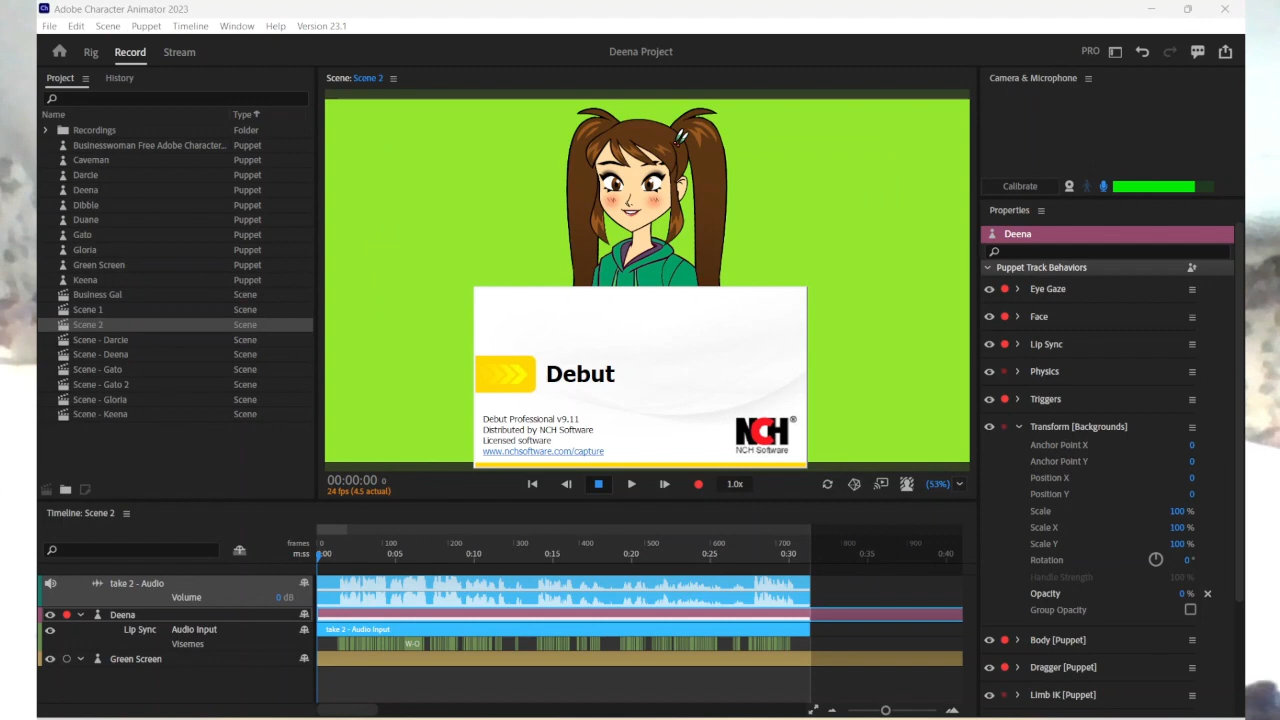 Ch Adobe Character Animator 2023
File Edit Scene Puppet Timeline Window Help Version 23.1
Rig Record Stream Deena Project PRO
Project History
Name Type
Recordings Folder
Businesswoman Free Adobe Character... Puppet
Caveman Puppet
Darcie Puppet
Deena Puppet
Dibble Puppet
Duane Puppet
Gato Puppet
Gloria Puppet
Green Screen Puppet
Keena Puppet
Business Gal Scene
Scene 1 Scene
Scene 2 Scene
Scene - Darcie Scene
Scene - Deena Scene
Scene - Gato Scene
Scene - Gato 2 Scene
Scene - Gloria Scene
Scene - Keena Scene
Scene: Scene 2
Debut
Debut Professional v9.11
Distributed by NCH Software
Licensed software
www.nchsoftware.com/capture
NCH ®
NCH Software
00:00:00 0
24 fps (4.5 actual)
1.0x
(53%)
Camera & Microphone
Calibrate
Properties
Deena
Puppet Track Behaviors
Eye Gaze
Face
Lip Sync
Physics
Triggers
Transform [Backgrounds]
Anchor Point X 0
Anchor Point Y 0
Position X 0
Position Y 0
Scale 100 %
Scale X 100 %
Scale Y 100 %
Rotation 0 °
Handle Strength 100 %
Opacity 0 %
Group Opacity
Body [Puppet]
Dragger [Puppet]
Limb IK [Puppet]
Timeline: Scene 2
frames 0 100 200 300 400 500 600 700 800 900
m:ss 0:00 0:05 0:10 0:15 0:20 0:25 0:30 0:35 0:40
take 2 - Audio
Volume 0 dB
Deena
Lip Sync Audio Input take 2 - Audio Input
Visemes W-O
Green Screen